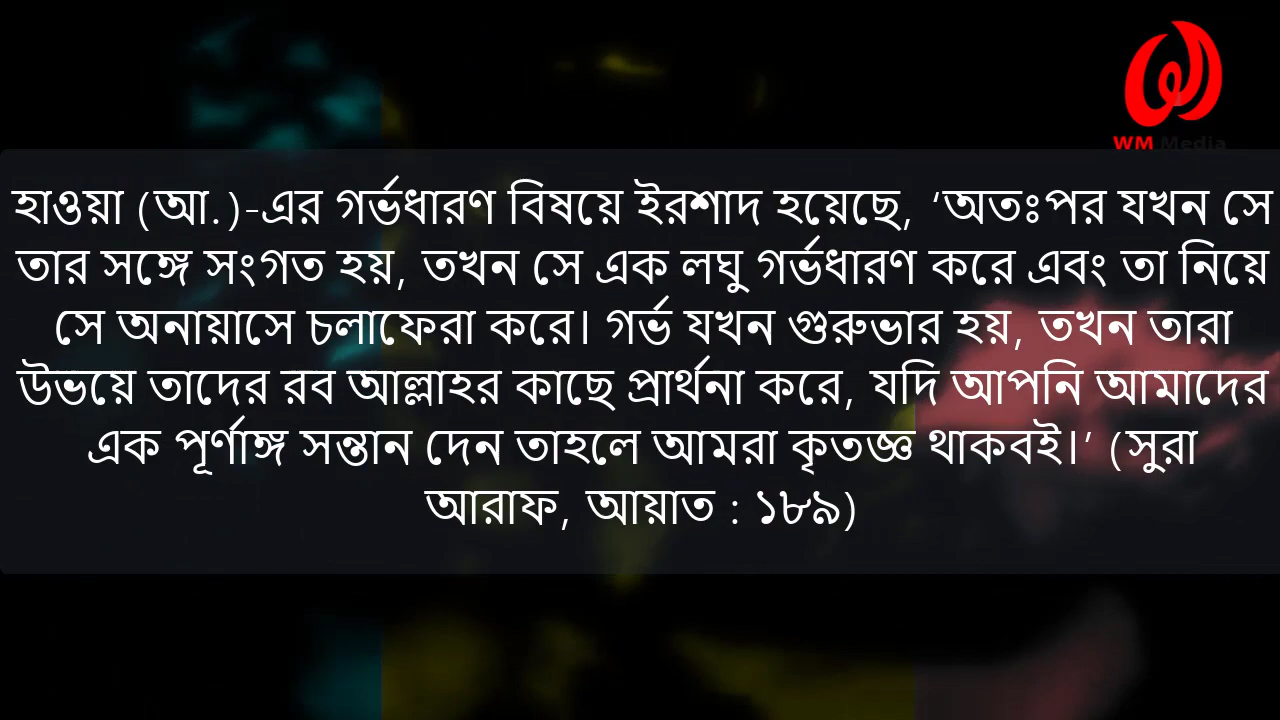 WM Media
হাওয়া (আ.)-এর গর্ভধারণ বিষয়ে ইরশাদ হয়েছে, ‘অতঃপর যখন সে
তার সঙ্গে সংগত হয়, তখন সে এক লঘু গর্ভধারণ করে এবং তা নিয়ে
সে অনায়াসে চলাফেরা করে। গর্ভ যখন গুরুভার হয়, তখন তারা
উভয়ে তাদের রব আল্লাহর কাছে প্রার্থনা করে, যদি আপনি আমাদের
এক পূর্ণাঙ্গ সন্তান দেন তাহলে আমরা কৃতজ্ঞ থাকবই।’ (সুরা
আরাফ, আয়াত : ১৮৯)